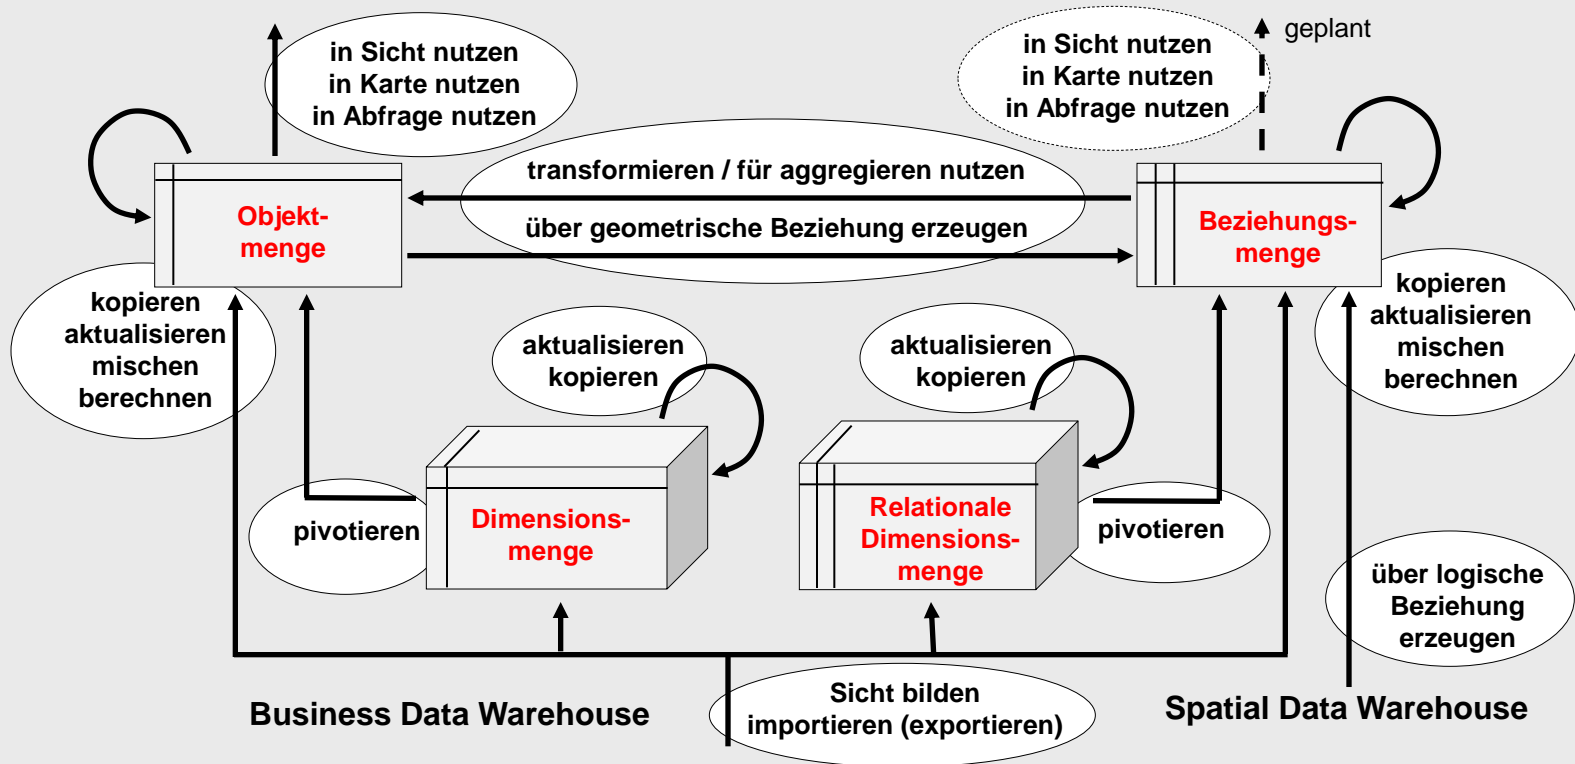 in Sicht nutzen
in Karte nutzen
in Abfrage nutzen
in Sicht nutzen
in Karte nutzen
in Abfrage nutzen
geplant
transformieren / für aggregieren nutzen
über geometrische Beziehung erzeugen
Objekt-
menge
Beziehungs-
menge
kopieren
aktualisieren
mischen
berechnen
aktualisieren
kopieren
aktualisieren
kopieren
kopieren
aktualisieren
mischen
berechnen
pivotieren
Dimensions-
menge
Relationale
Dimensions-
menge
pivotieren
über logische
Beziehung
erzeugen
Business Data Warehouse
Sicht bilden
importieren (exportieren)
Spatial Data Warehouse